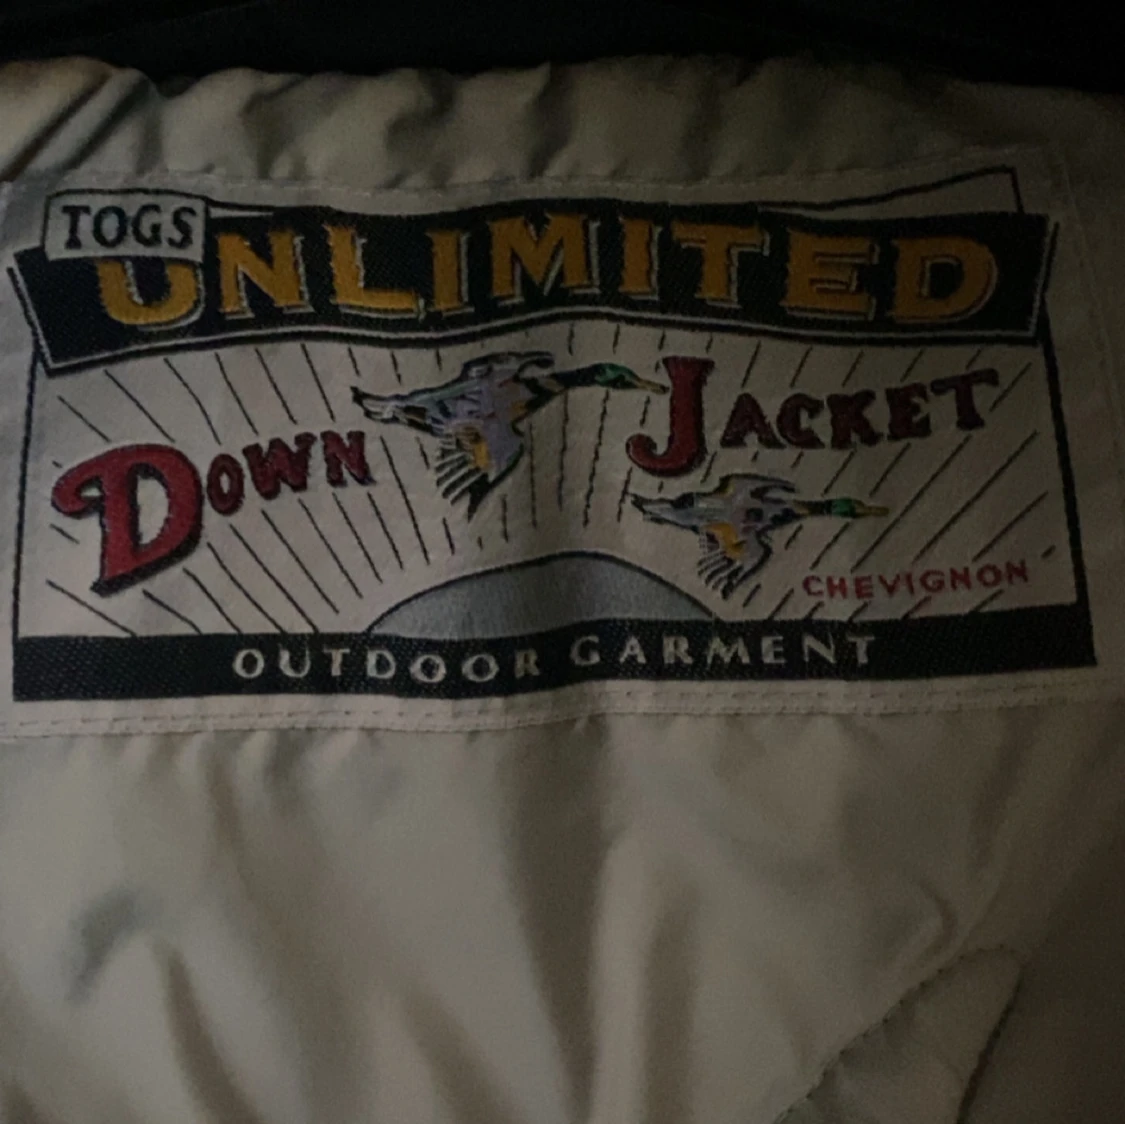 TOGS
UNLIMITED
DOWN JACKET
CHEVIGNON
OUTDOOR GARMENT